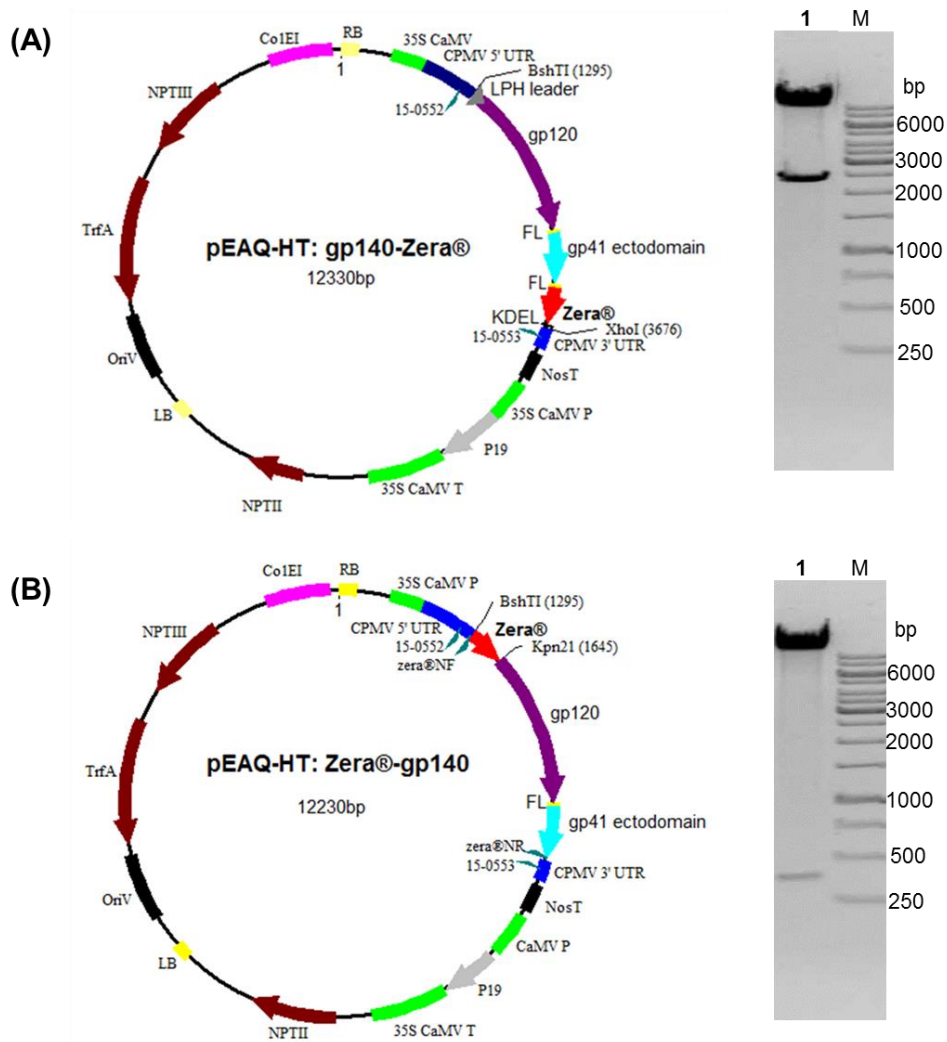 (A)
Co1EI
RB
1
35S CaMV
CPMV 5' UTR
BshTI (1295)
LPH leader
15-0552
gp120
NPTIII
TrfA
FL
gp41 ectodomain
FL
pEAQ-HT: gp140-Zera®
12330bp
KDEL
Zera®
15-0553
XhoI (3676)
CPMV 3' UTR
OriV
NosT
LB
35S CaMV P
P19
35S CaMV T
NPTII
1 M
bp
6000
3000
2000
1000
500
250
(B)
Co1EI
RB
1
35S CaMV P
BshTI (1295)
CPMV 5' UTR
Zera®
15-0552
Kpn21 (1645)
zera®NF
NPTIII
gp120
TrfA
pEAQ-HT: Zera®-gp140
12230bp
FL
gp41 ectodomain
zera®NR
15-0553
CPMV 3' UTR
OriV
NosT
LB
CaMV P
P19
35S CaMV T
NPTII
1 M
bp
6000
3000
2000
1000
500
250